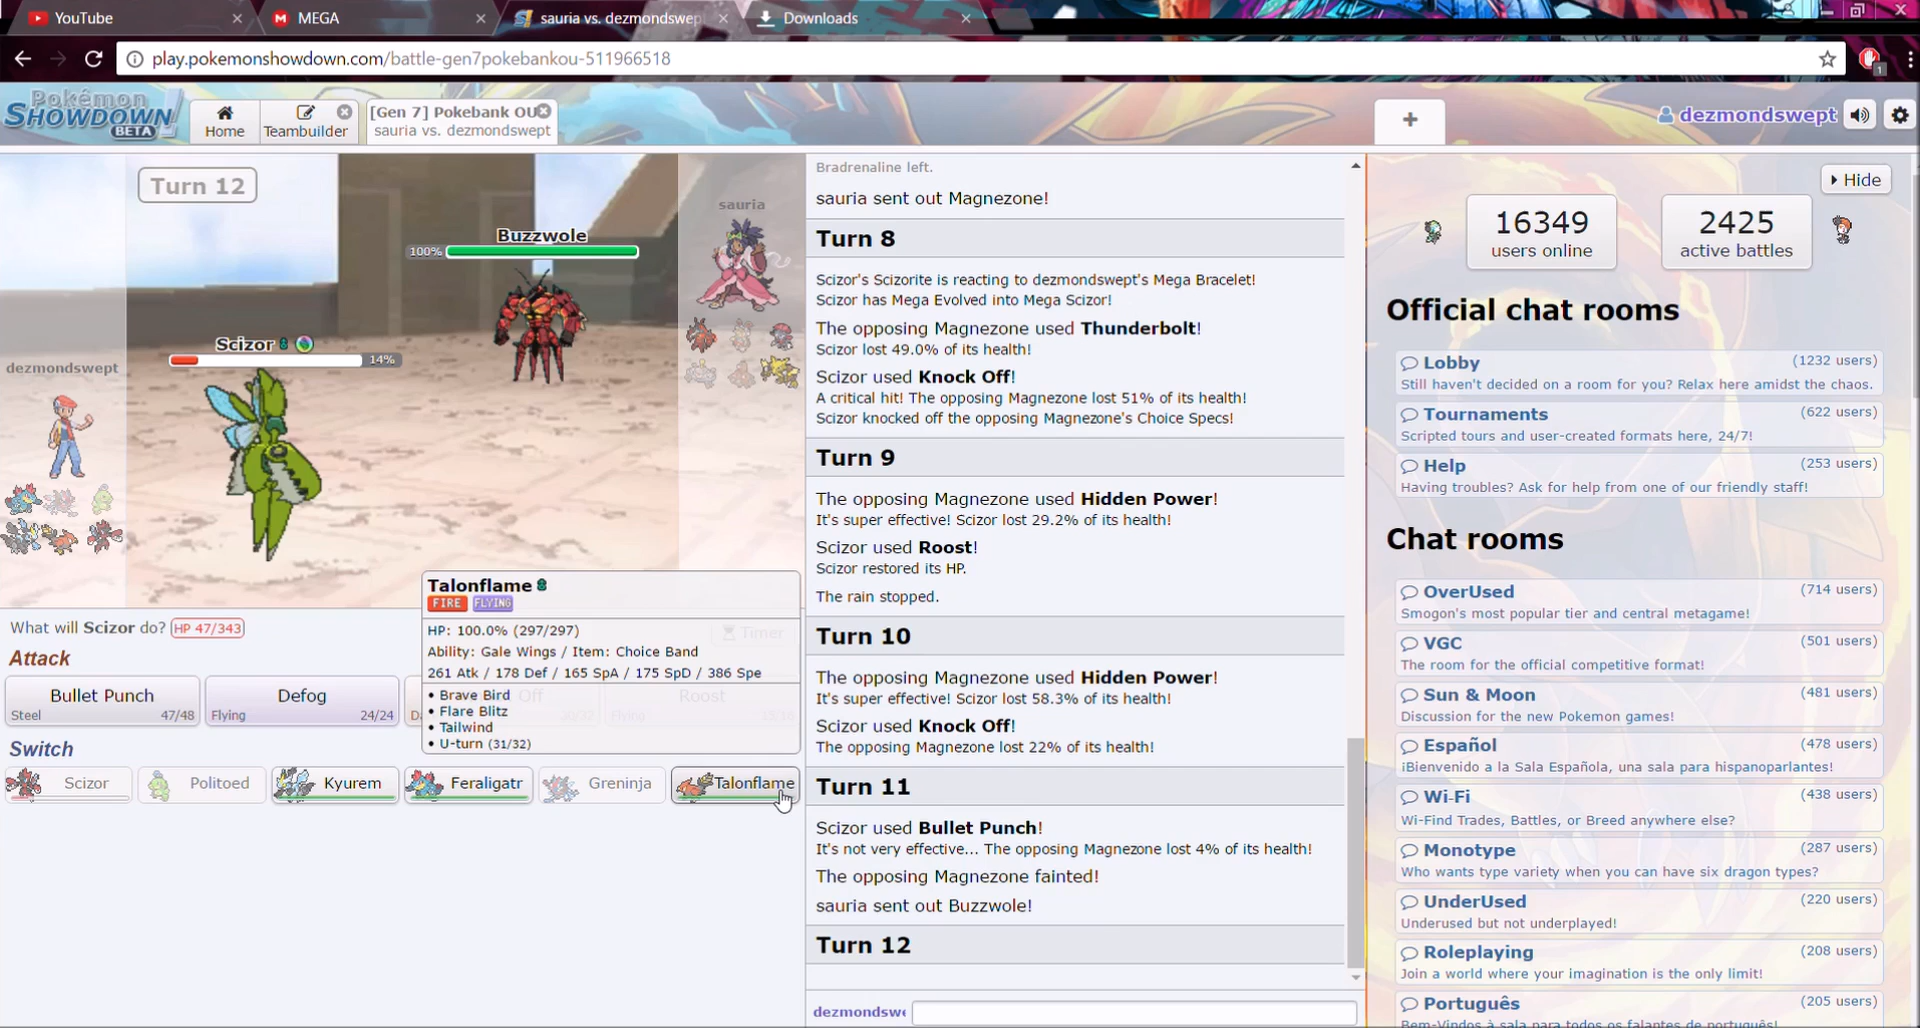 YouTube
MEGA
sauria vs. dezmondswep
Downloads
play.pokemonshowdown.com/battle-gen7pokebankou-511966518
1
Pokémon
SHOWDOWN
BETA
Home
Teambuilder
[Gen 7] Pokebank OU
sauria vs. dezmondswept
+
dezmondswept
Turn 12
sauria
Buzzwole
100%
Scizor
14%
dezmondswept
Talonflame
FIRE FLYING
HP: 100.0% (297/297)
Ability: Gale Wings / Item: Choice Band
261 Atk / 178 Def / 165 SpA / 175 SpD / 386 Spe
• Brave Bird
• Flare Blitz
• Tailwind
• U-turn (31/32)
What will Scizor do? HP 47/343
Timer
Attack
Bullet Punch
Steel 47/48
Defog
Flying 24/24
Off
Roost
Flying
Switch
Scizor
Politoed
Kyurem
Feraligatr
Greninja
Talonflame
Bradrenaline left.
sauria sent out Magnezone!
Turn 8
Scizor's Scizorite is reacting to dezmondswept's Mega Bracelet!
Scizor has Mega Evolved into Mega Scizor!
The opposing Magnezone used Thunderbolt!
Scizor lost 49.0% of its health!
Scizor used Knock Off!
A critical hit! The opposing Magnezone lost 51% of its health!
Scizor knocked off the opposing Magnezone's Choice Specs!
Turn 9
The opposing Magnezone used Hidden Power!
It's super effective! Scizor lost 29.2% of its health!
Scizor used Roost!
Scizor restored its HP.
The rain stopped.
Turn 10
The opposing Magnezone used Hidden Power!
It's super effective! Scizor lost 58.3% of its health!
Scizor used Knock Off!
The opposing Magnezone lost 22% of its health!
Turn 11
Scizor used Bullet Punch!
It's not very effective... The opposing Magnezone lost 4% of its health!
The opposing Magnezone fainted!
sauria sent out Buzzwole!
Turn 12
dezmondswe
Hide
16349
users online
2425
active battles
Official chat rooms
Lobby (1232 users)
Still haven't decided on a room for you? Relax here amidst the chaos.
Tournaments (622 users)
Scripted tours and user-created formats here, 24/7!
Help (253 users)
Having troubles? Ask for help from one of our friendly staff!
Chat rooms
OverUsed (714 users)
Smogon's most popular tier and central metagame!
VGC (501 users)
The room for the official competitive format!
Sun & Moon (481 users)
Discussion for the new Pokemon games!
Español (478 users)
¡Bienvenido a la Sala Española, una sala para hispanoparlantes!
Wi-Fi (438 users)
Wi-Find Trades, Battles, or Breed anywhere else?
Monotype (287 users)
Who wants type variety when you can have six dragon types?
UnderUsed (220 users)
Underused but not underplayed!
Roleplaying (208 users)
Join a world where your imagination is the only limit!
Português (205 users)
Bem-Vindos à sala para todos os falantes de português!